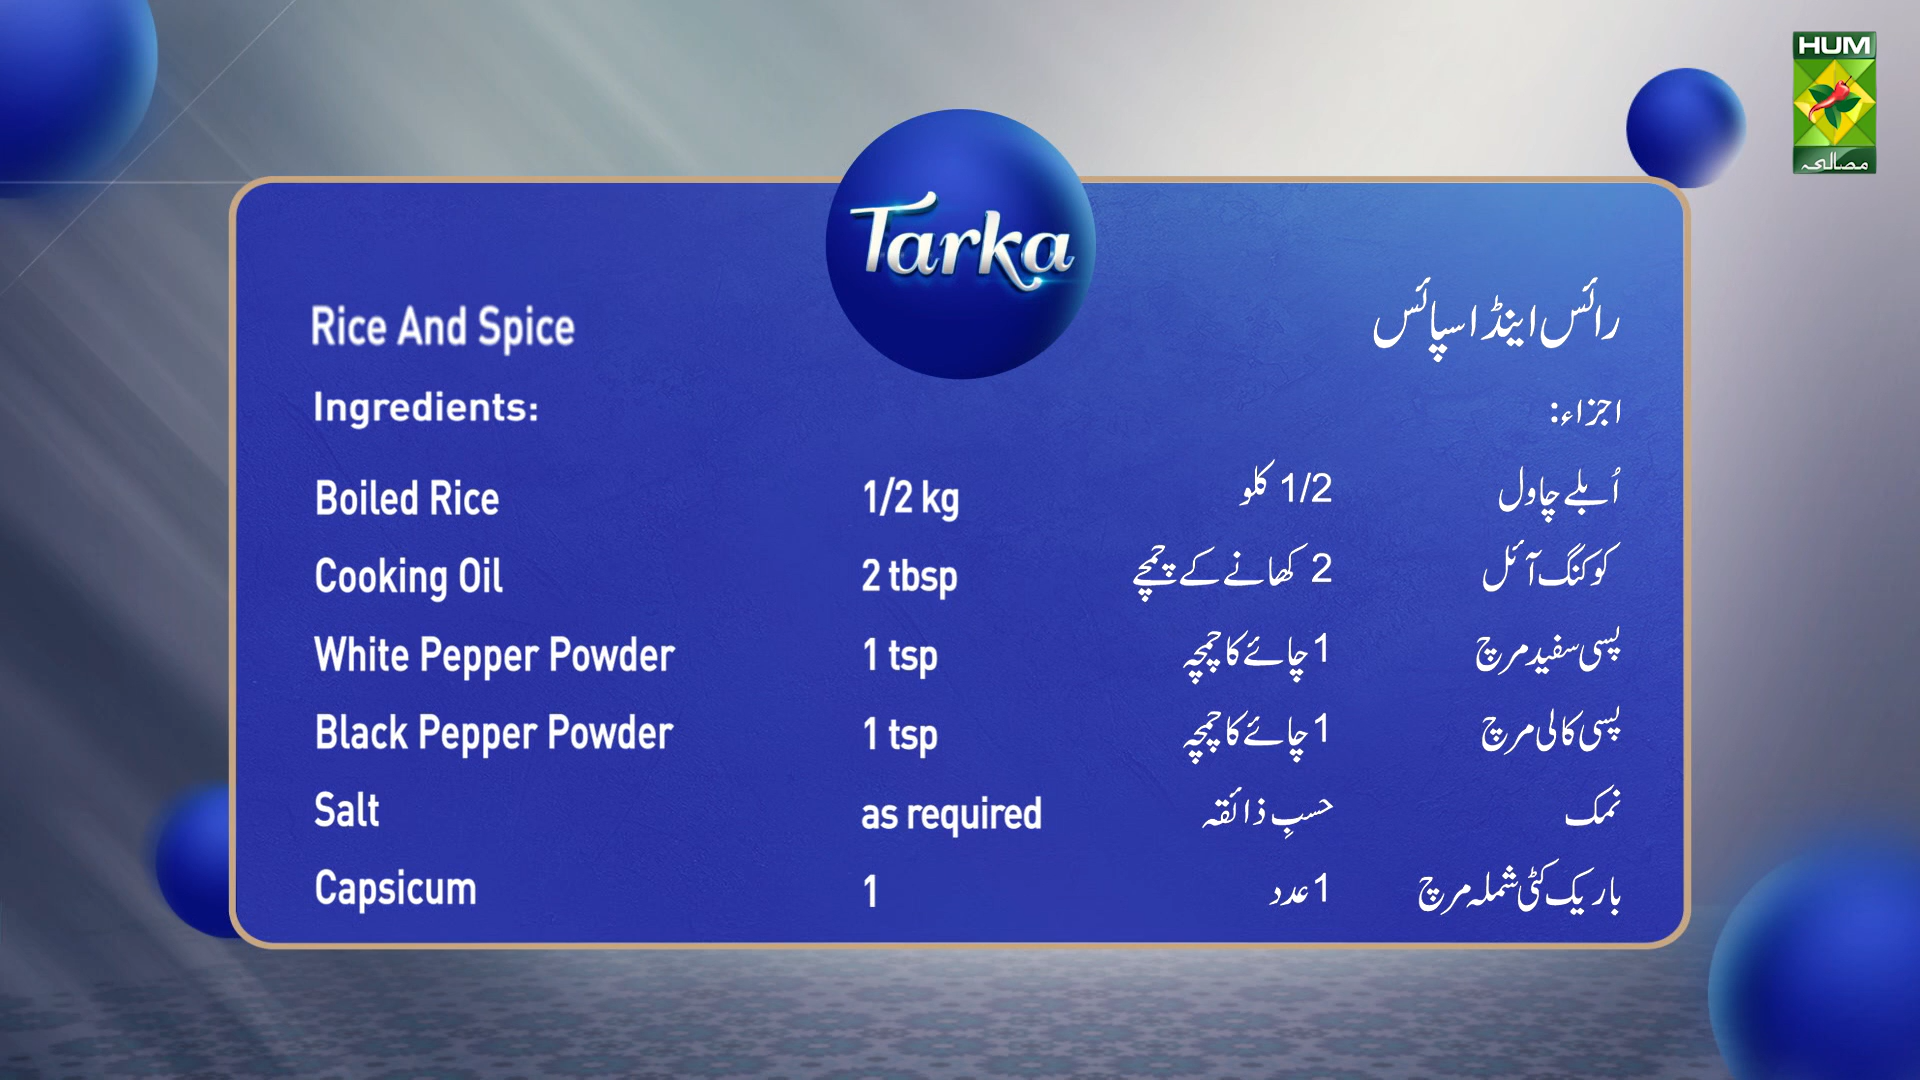 HUM
مصالحہ
Tarka
Rice And Spice رائس اینڈ اسپائس
Ingredients: اجزاء:
Boiled Rice 1/2 kg 1/2 کلو اُبلے چاول
Cooking Oil 2 tbsp 2 کھانے کے چمچے کوکنگ آئل
White Pepper Powder 1 tsp 1 چائے کا چمچہ پسی سفید مرچ
Black Pepper Powder 1 tsp 1 چائے کا چمچہ پسی کالی مرچ
Salt as required حسبِ ذائقہ نمک
Capsicum 1 1 عدد باریک کٹی شملہ مرچ